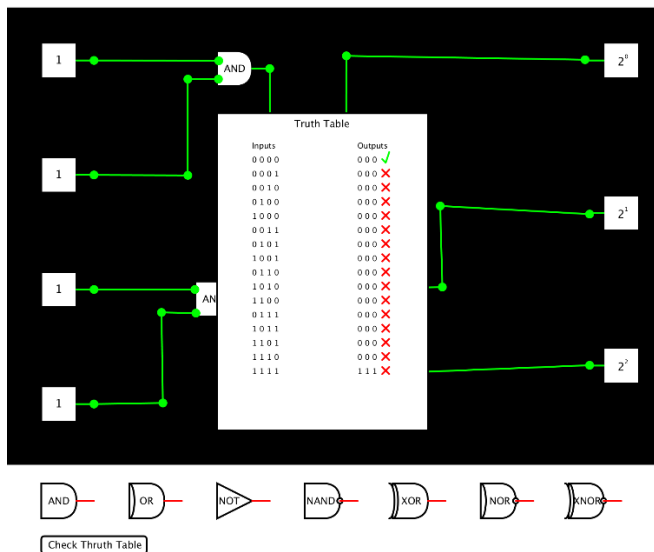 1
AND
2⁰
Truth Table
Inputs Outputs
0 0 0 0 0 0 0
0 0 0 1 0 0 0
0 0 1 0 0 0 0
0 1 0 0 0 0 0
1 0 0 0 0 0 0
0 0 1 1 0 0 0
0 1 0 1 0 0 0
1 0 0 1 0 0 0
0 1 1 0 0 0 0
1 0 1 0 0 0 0
1 1 0 0 0 0 0
0 1 1 1 0 0 0
1 0 1 1 0 0 0
1 1 0 1 0 0 0
1 1 1 0 0 0 0
1 1 1 1 1 1 1
1
2¹
1
AN
2²
1
AND OR NOT NAND XOR NOR XNOR
Check Thruth Table